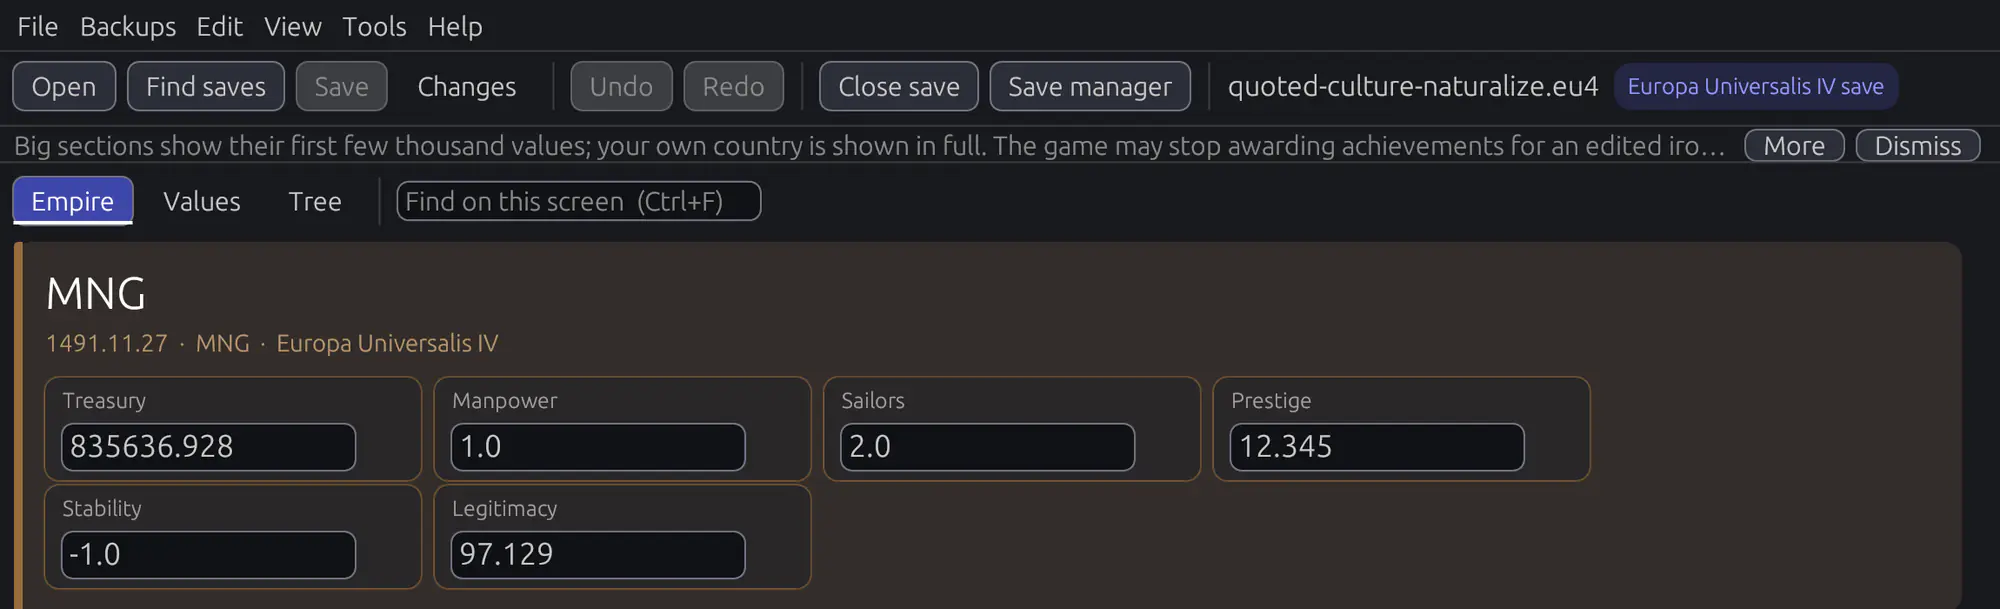 File Backups Edit View Tools Help
Open Find saves Save Changes Undo Redo Close save Save manager quoted-culture-naturalize.eu4 Europa Universalis IV save
Big sections show their first few thousand values; your own country is shown in full. The game may stop awarding achievements for an edited iro... More Dismiss
Empire Values Tree Find on this screen (Ctrl+F)
MNG
1491.11.27 · MNG · Europa Universalis IV
Treasury Manpower Sailors Prestige
835636.928 1.0 2.0 12.345
Stability Legitimacy
-1.0 97.129